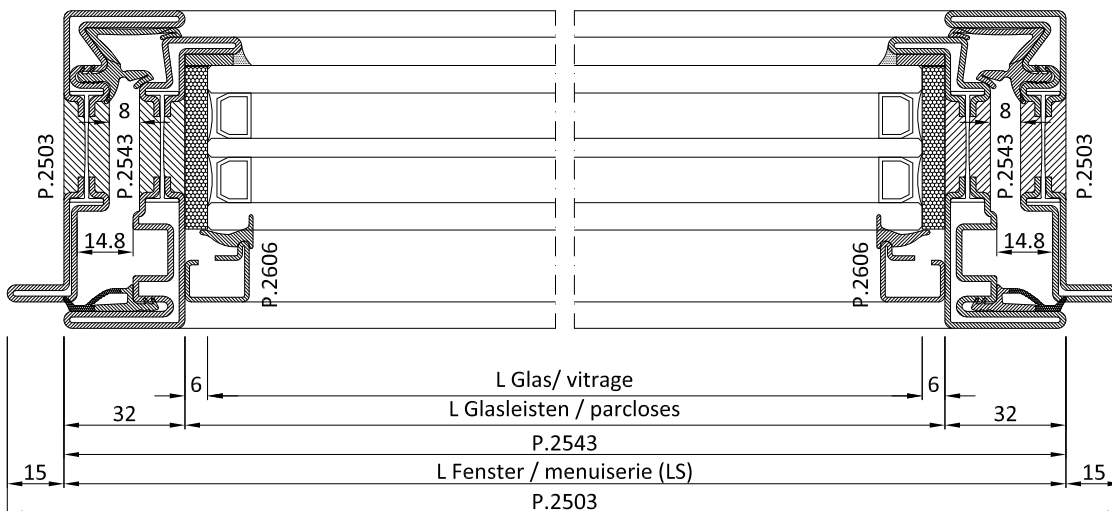 8
8
P.2503
P.2543
P.2543
P.2503
14.8
14.8
P.2606
P.2606
6
L Glas/ vitrage
6
32
L Glasleisten / parcloses
32
P.2543
15
L Fenster / menuiserie (LS)
15
P.2503